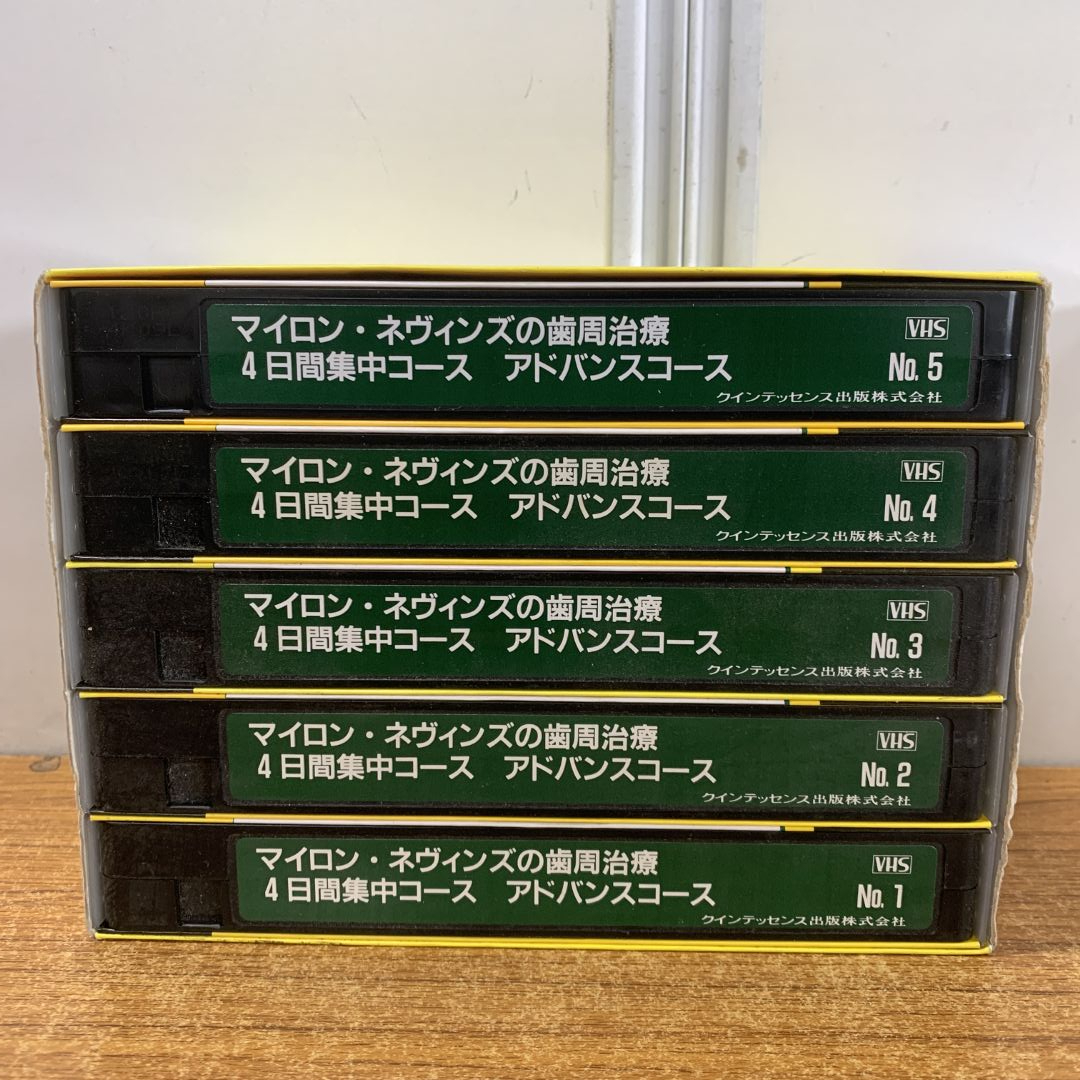 マイロン・ネヴィンズの歯周治療 VHS
4日間集中コース アドバンスコース No. 5
クインテッセンス出版株式会社
マイロン・ネヴィンズの歯周治療 VHS
4日間集中コース アドバンスコース No. 4
クインテッセンス出版株式会社
マイロン・ネヴィンズの歯周治療 VHS
4日間集中コース アドバンスコース No. 3
クインテッセンス出版株式会社
マイロン・ネヴィンズの歯周治療 VHS
4日間集中コース アドバンスコース No. 2
クインテッセンス出版株式会社
マイロン・ネヴィンズの歯周治療 VHS
4日間集中コース アドバンスコース No. 1
クインテッセンス出版株式会社